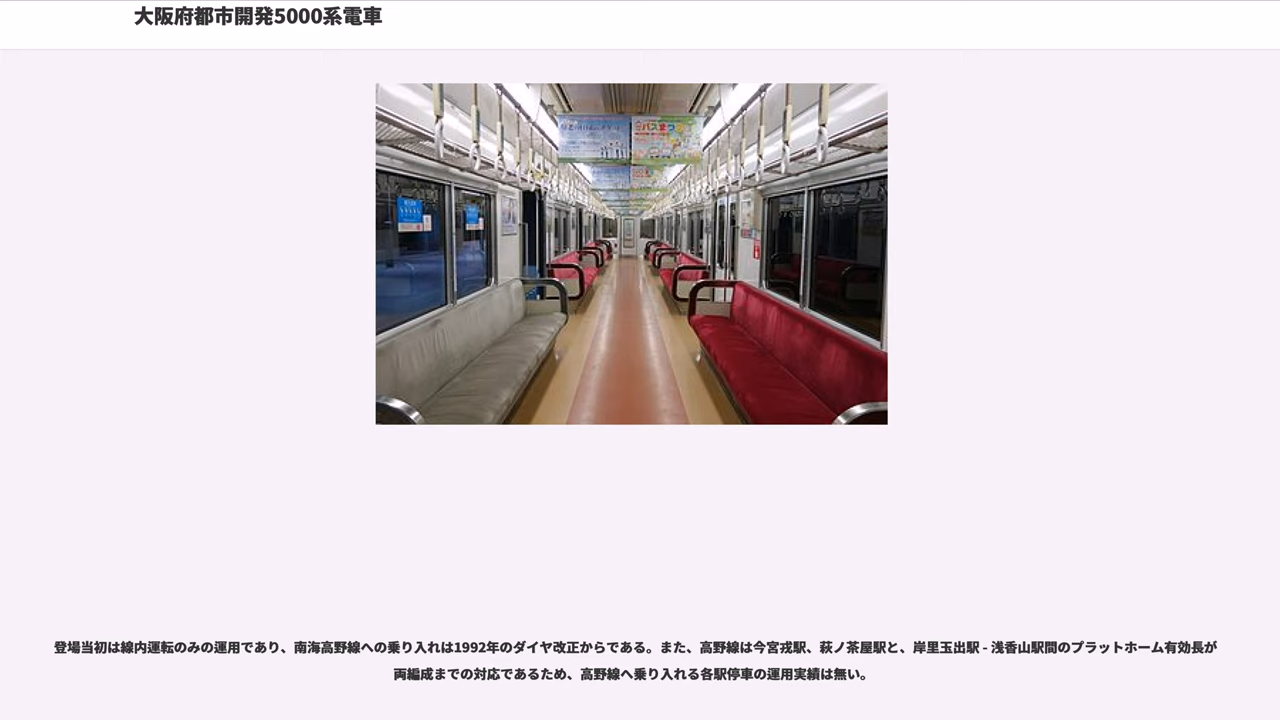 大阪府都市開発5000系電車
バスまつり
登場当初は線内運転のみの運用であり、南海高野線への乗り入れは1992年のダイヤ改正からである。また、高野線は今宮戎駅、萩ノ茶屋駅と、岸里玉出駅 - 浅香山駅間のプラットホーム有効長が
両編成までの対応であるため、高野線へ乗り入れる各駅停車の運用実績は無い。